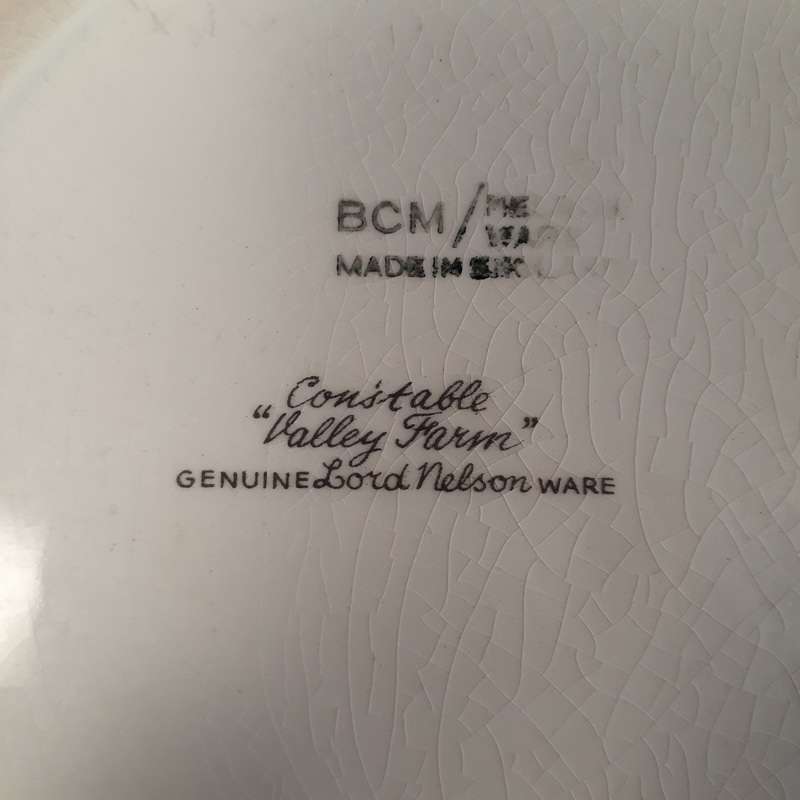 BCM/
MADE IN
Constable
"Valley Farm"
GENUINE Lord Nelson WARE